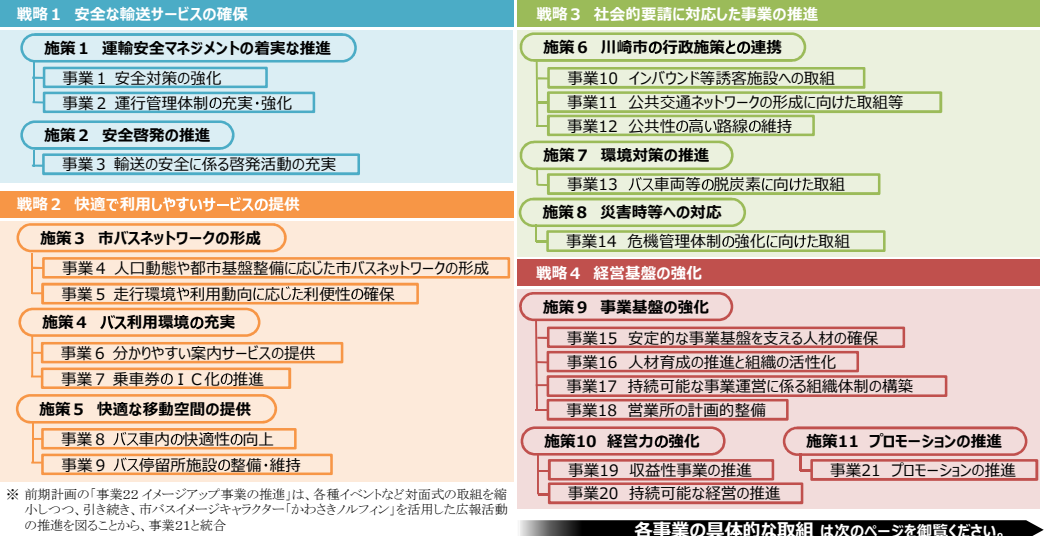 戦略１ 安全な輸送サービスの確保
施策１ 運輸安全マネジメントの着実な推進
事業１ 安全対策の強化
事業２ 運行管理体制の充実・強化
施策２ 安全啓発の推進
事業３ 輸送の安全に係る啓発活動の充実
戦略２ 快適で利用しやすいサービスの提供
施策３ 市バスネットワークの形成
事業４ 人口動態や都市基盤整備に応じた市バスネットワークの形成
事業５ 走行環境や利用動向に応じた利便性の確保
施策４ バス利用環境の充実
事業６ 分かりやすい案内サービスの提供
事業７ 乗車券のＩＣ化の推進
施策５ 快適な移動空間の提供
事業８ バス車内の快適性の向上
事業９ バス停留所施設の整備・維持
※ 前期計画の「事業22 イメージアップ事業の推進」は、各種イベントなど対面式の取組を縮
小しつつ、引き続き、市バスイメージキャラクター「かわさきノルフィン」を活用した広報活動
の推進を図ることから、事業21と統合
戦略３ 社会的要請に対応した事業の推進
施策６ 川崎市の行政施策との連携
事業10 インバウンド等誘客施設への取組
事業11 公共交通ネットワークの形成に向けた取組等
事業12 公共性の高い路線の維持
施策７ 環境対策の推進
事業13 バス車両等の脱炭素に向けた取組
施策８ 災害時等への対応
事業14 危機管理体制の強化に向けた取組
戦略４ 経営基盤の強化
施策９ 事業基盤の強化
事業15 安定的な事業基盤を支える人材の確保
事業16 人材育成の推進と組織の活性化
事業17 持続可能な事業運営に係る組織体制の構築
事業18 営業所の計画的整備
施策10 経営力の強化
事業19 収益性事業の推進
事業20 持続可能な経営の推進
施策11 プロモーションの推進
事業21 プロモーションの推進
各事業の具体的な取組 は次のページを御覧ください。